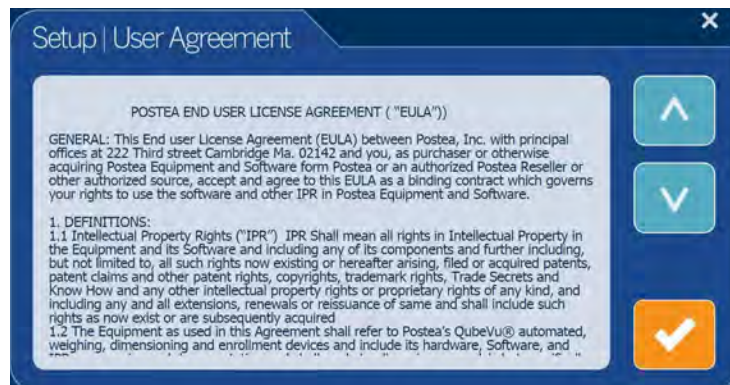 Setup | User Agreement
POSTEA END USER LICENSE AGREEMENT ( "EULA"))
GENERAL: This End user License Agreement (EULA) between Postea, Inc. with principal
offices at 222 Third street Cambridge Ma. 02142 and you, as purchaser or otherwise
acquiring Postea Equipment and Software form Postea or an authorized Postea Reseller or
other authorized source, accept and agree to this EULA as a binding contract which governs
your rights to use the software and other IPR in Postea Equipment and Software.
1. DEFINITIONS:
1.1 Intellectual Property Rights ("IPR") IPR Shall mean all rights in Intellectual Property in
the Equipment and its Software and including any of its components and further including,
but not limited to, all such rights now existing or hereafter arising, filed or acquired patents,
patent claims and other patent rights, copyrights, trademark rights, Trade Secrets and
Know How and any other intellectual property rights or proprietary rights of any kind, and
including any and all extensions, renewals or reissuance of same and shall include such
rights as now exist or are subsequently acquired
1.2 The Equipment as used in this Agreement shall refer to Postea's QubeVu® automated,
weighing, dimensioning and enrollment devices and include its hardware, Software, and